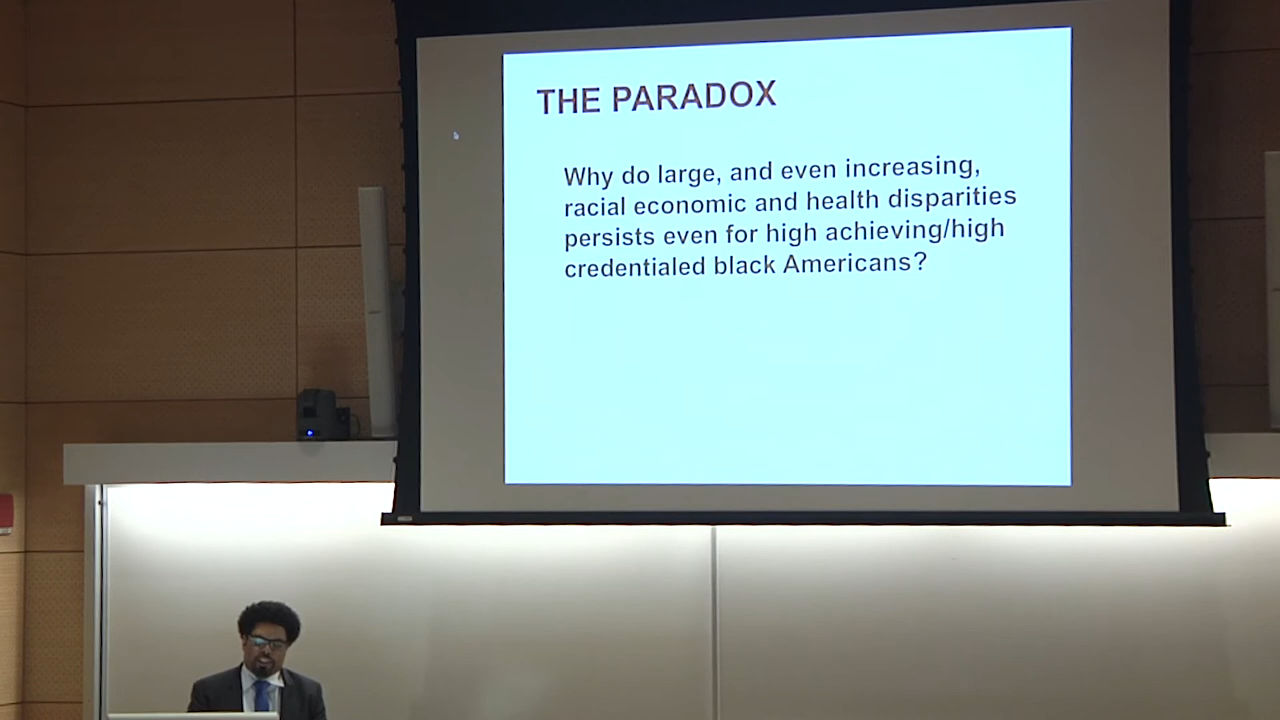 THE PARADOX
Why do large, and even increasing,
racial economic and health disparities
persists even for high achieving/high
credentialed black Americans?